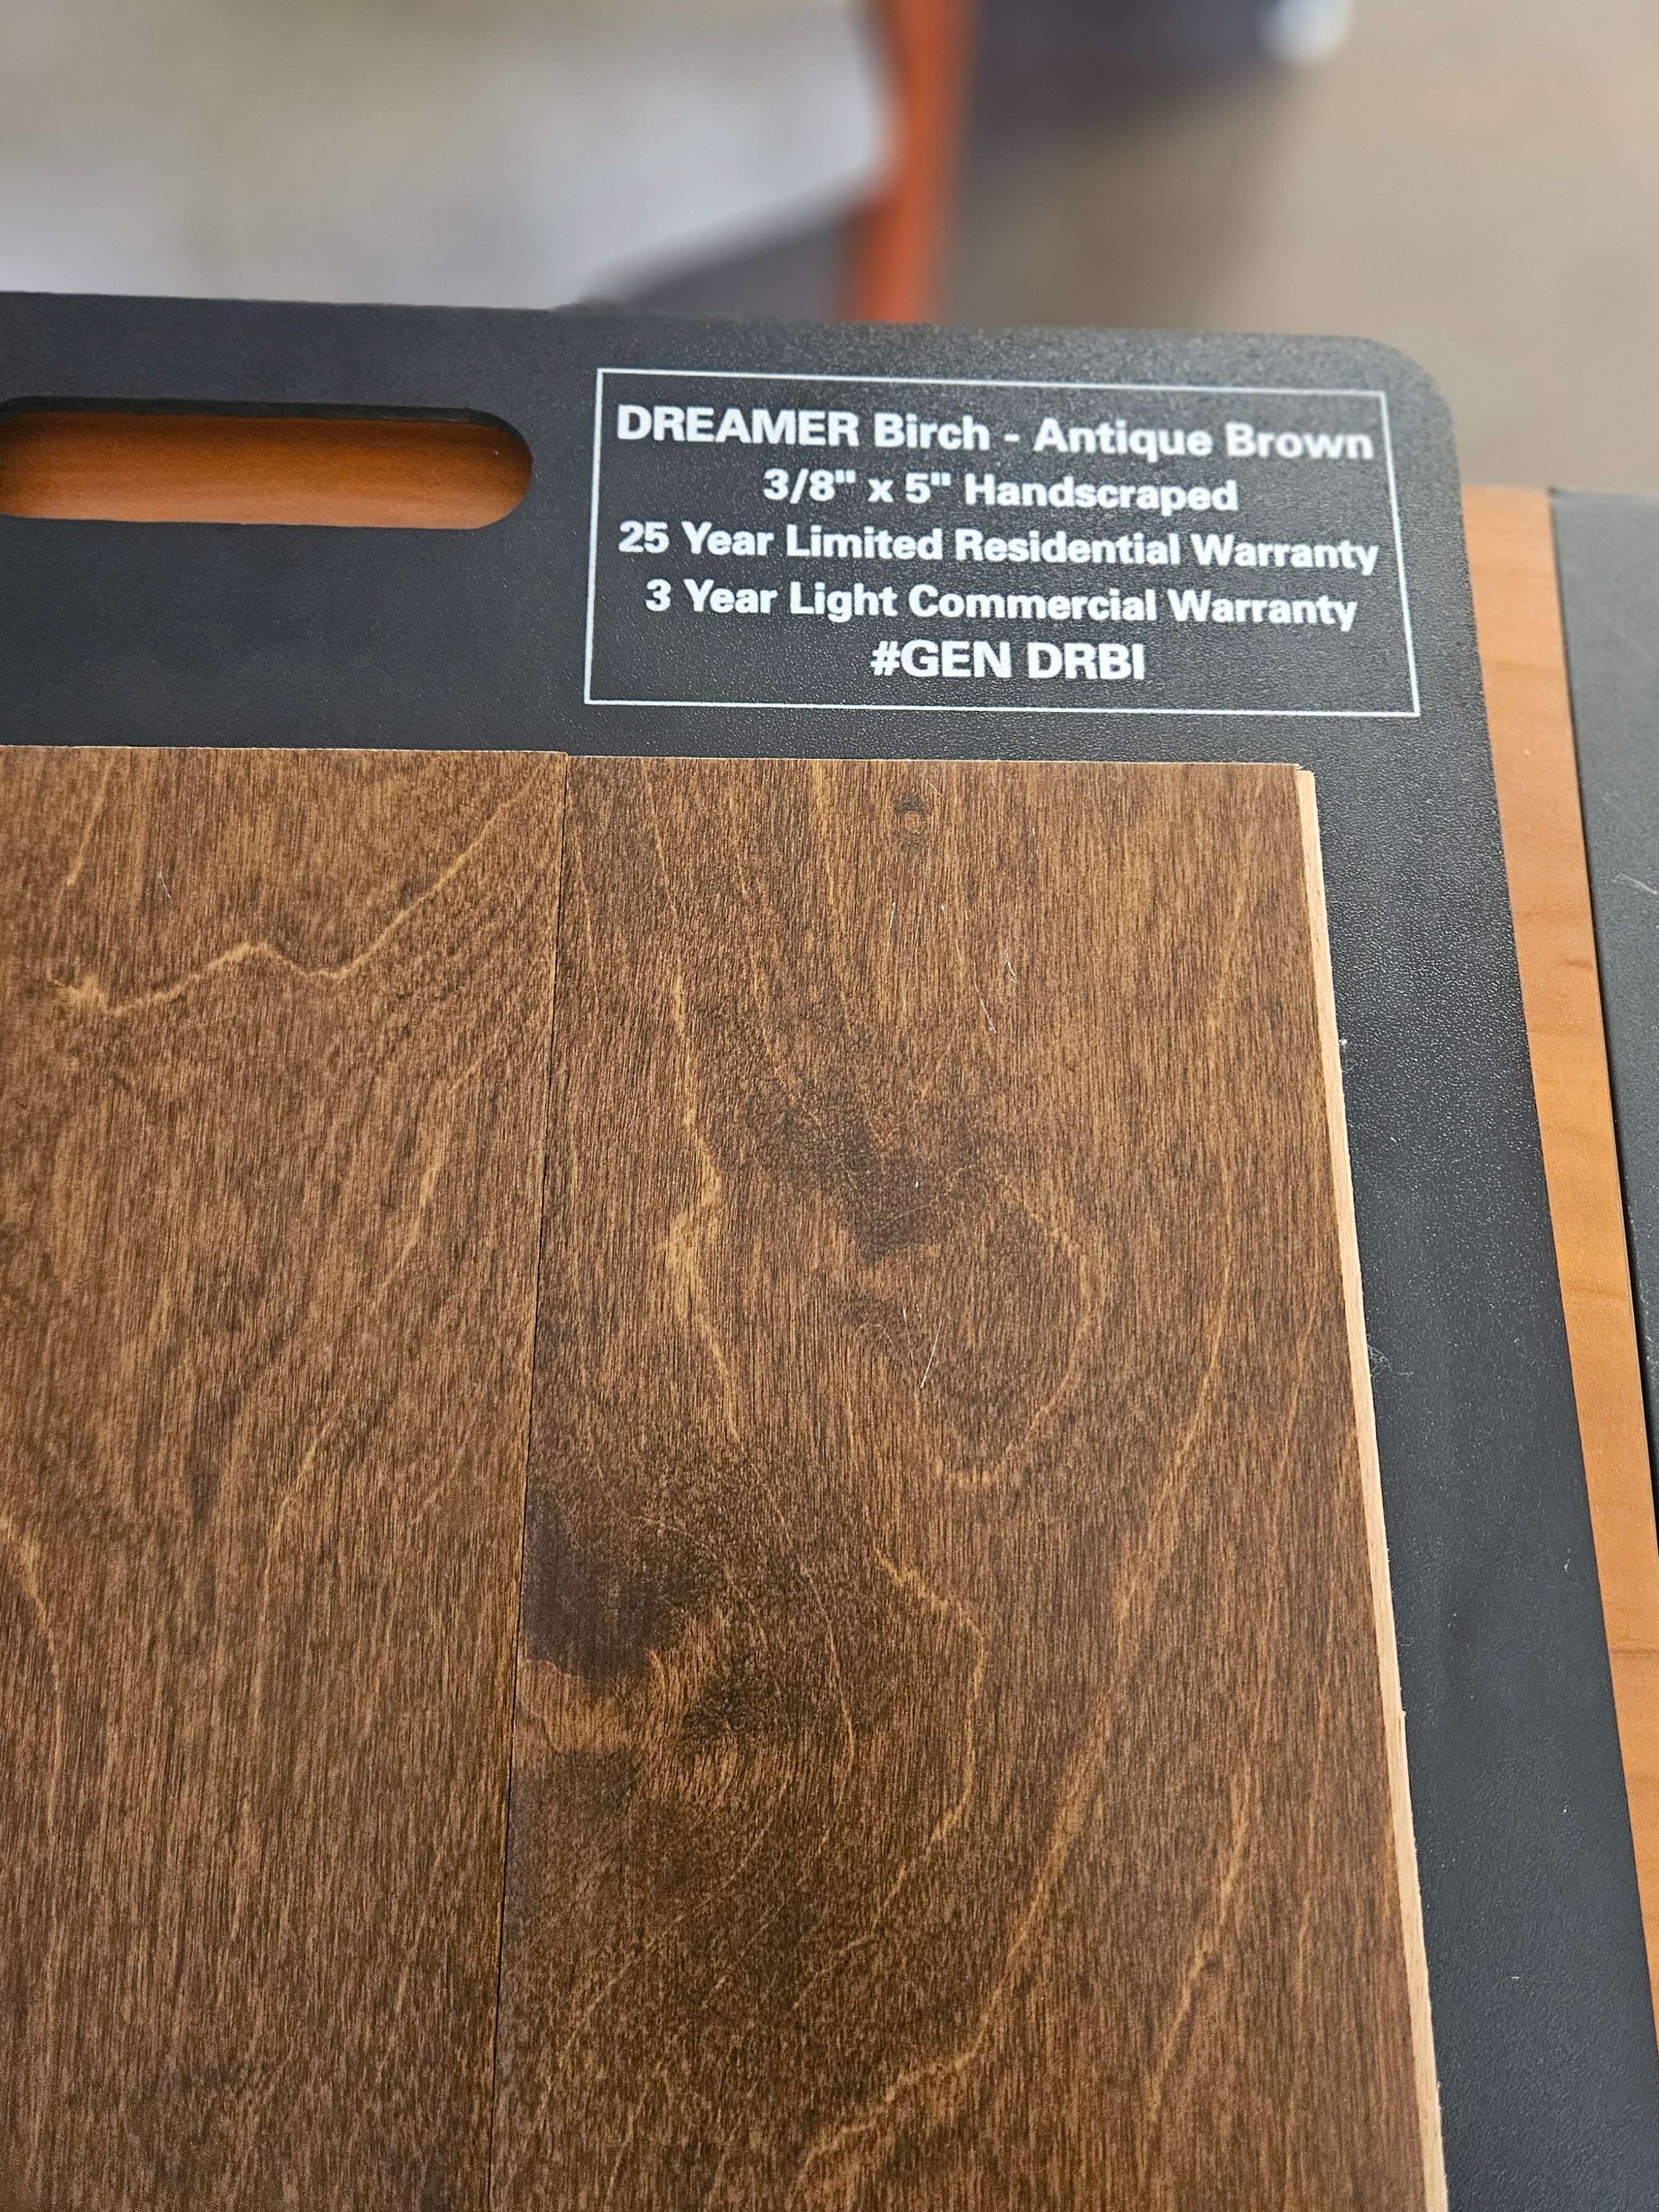 DREAMER Birch - Antique Brown
3/8" x 5" Handscraped
25 Year Limited Residential Warranty
3 Year Light Commercial Warranty
#GEN DRBI